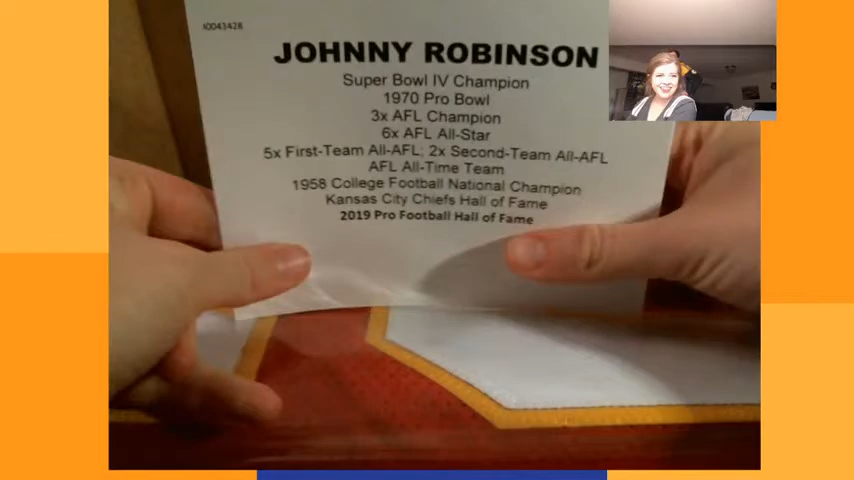 I0043428
JOHNNY ROBINSON
Super Bowl IV Champion
1970 Pro Bowl
3x AFL Champion
6x AFL All-Star
5x First-Team All-AFL; 2x Second-Team All-AFL
AFL All-Time Team
1958 College Football National Champion
Kansas City Chiefs Hall of Fame
2019 Pro Football Hall of Fame